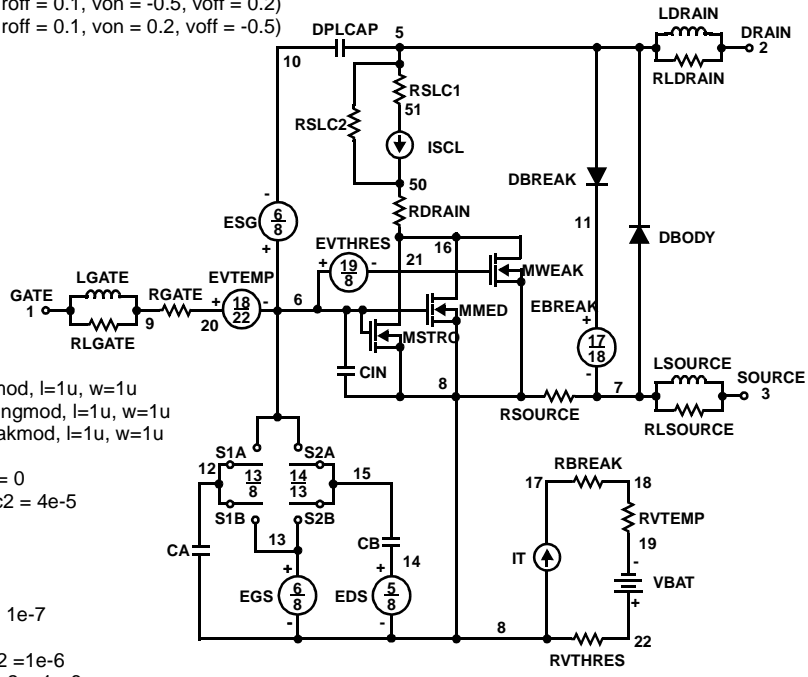 roff = 0.1, von = -0.5, voff = 0.2)
roff = 0.1, von = 0.2, voff = -0.5)
LDRAIN
DPLCAP 5 DRAIN
10 2
RLDRAIN
RSLC1
51
RSLC2
ISCL
50
DBREAK
RDRAIN
- ESG 6 8 +
11
DBODY
EVTHRES 16
+ 19 8 - 21
MWEAK
LGATE EVTEMP
GATE RGATE + 18 22 - 6
1 9 20
RLGATE
MMED
EBREAK
MSTRO
+ 17 18 -
CIN
8 7
RSOURCE
LSOURCE
SOURCE
3
RLSOURCE
mod, l=1u, w=1u
ngmod, l=1u, w=1u
akmod, l=1u, w=1u
= 0
c2 = 4e-5
1e-7
2 =1e-6
S1A S2A
12 13 8 14 13 15
S1B S2B
13
CA CB
14
+ +
EGS 6 8 EDS 5 8
- -
8
RBREAK
17 18
RVTEMP
19
IT
-
VBAT
+
22
RVTHRES